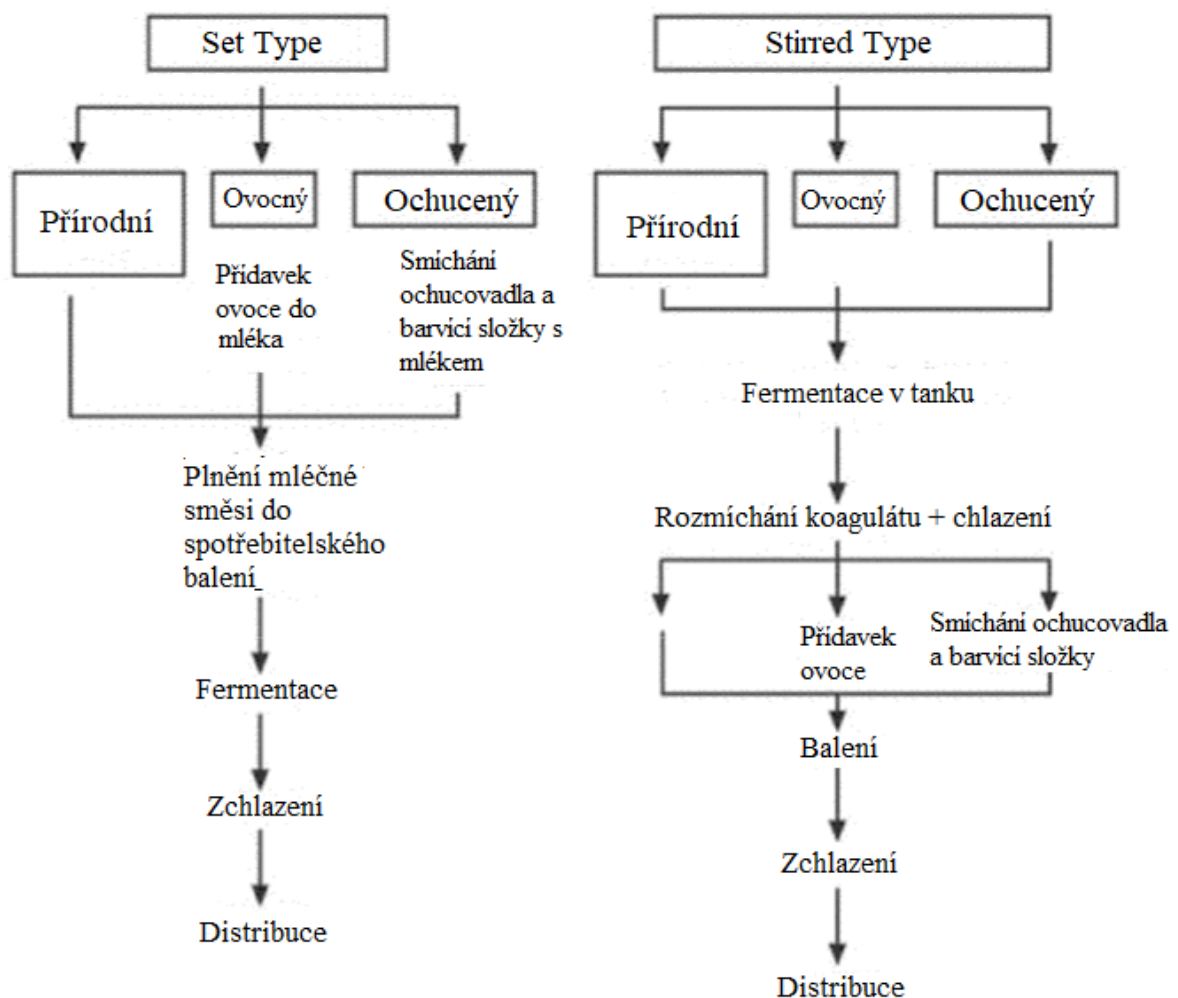 Set Type
Přírodní
Ovocný
Ochucený
Přídavek
ovoce do
mléka
Smíchání
ochucovadla a
barvící složky s
mlékem
Plnění mléčné
směsi do
spotřebitelského
balení
Fermentace
Zchlazení
Distribuce
Stirred Type
Přírodní
Ovocný
Ochucený
Fermentace v tanku
Rozmíchání koagulátu + chlazení
Přídavek
ovoce
Smíchání ochucovadla
a barvící složky
Balení
Zchlazení
Distribuce